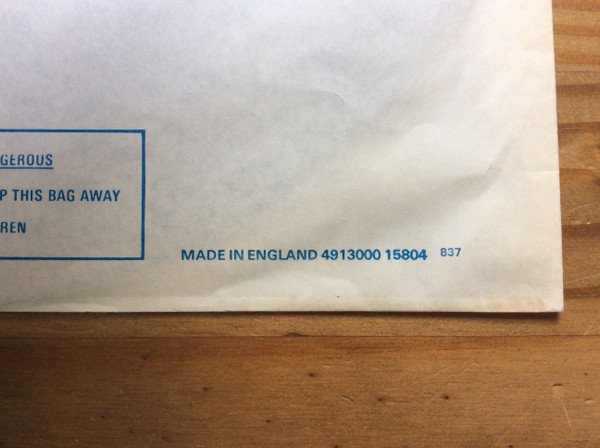 GEROUS
P THIS BAG AWAY
REN
MADE IN ENGLAND 4913000 15804 837